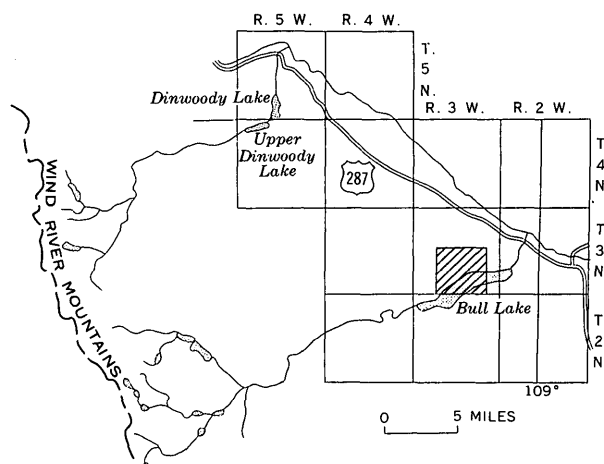 R. 5 W. R. 4 W.
T. 5 N.
R. 3 W. R. 2 W.
Dinwoody Lake
Upper
Dinwoody
Lake
287
T 4 N
T 3 N
WIND RIVER MOUNTAINS
Bull Lake
T 2 N
109°
0 5 MILES